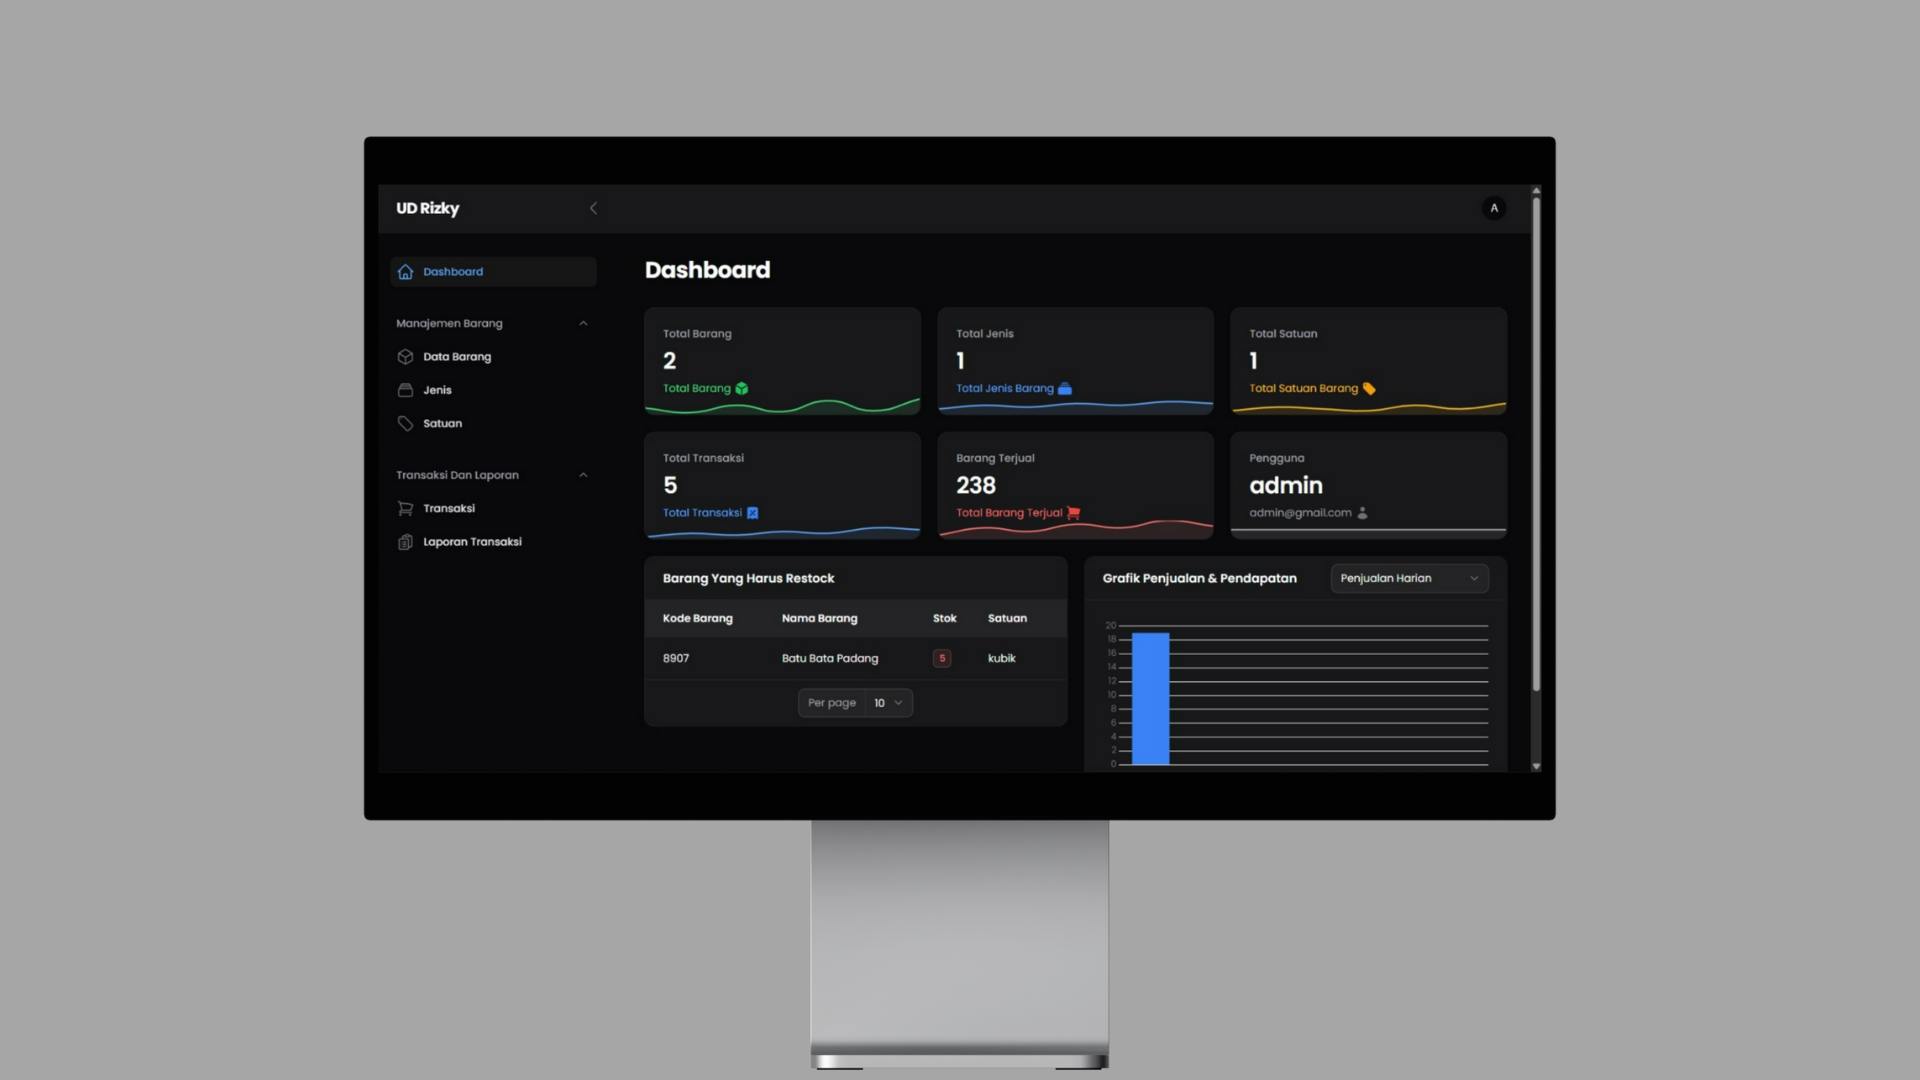 UD Rizky
A
Dashboard
Manajemen Barang
Data Barang
Jenis
Satuan
Transaksi Dan Laporan
Transaksi
Laporan Transaksi
Dashboard
Total Barang
2
Total Barang
Total Jenis
1
Total Jenis Barang
Total Satuan
1
Total Satuan Barang
Total Transaksi
5
Total Transaksi
Barang Terjual
238
Total Barang Terjual
Pengguna
admin
admin@gmail.com
Barang Yang Harus Restock
Kode Barang Nama Barang Stok Satuan
8907 Batu Bata Padang 5 kubik
Per page 10
Grafik Penjualan & Pendapatan Penjualan Harian
20
18
16
14
12
10
8
6
4
2
0